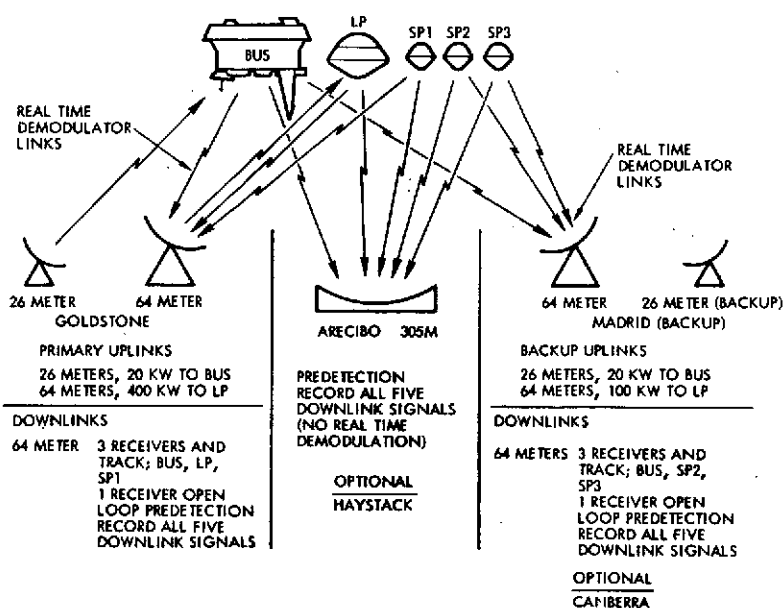 LP
SP1 SP2 SP3
BUS
REAL TIME
DEMODULATOR
LINKS
REAL TIME
DEMODULATOR
LINKS
26 METER 64 METER
GOLDSTONE
ARECIBO 305M
64 METER 26 METER (BACKUP)
MADRID (BACKUP)
PRIMARY UPLINKS
26 METERS, 20 KW TO BUS
64 METERS, 400 KW TO LP
DOWNLINKS
64 METER 3 RECEIVERS AND
TRACK; BUS, LP,
SP1
1 RECEIVER OPEN
LOOP PREDETECTION
RECORD ALL FIVE
DOWNLINK SIGNALS
PREDETECTION
RECORD ALL FIVE
DOWNLINK SIGNALS
(NO REAL TIME
DEMODULATION)
OPTIONAL
HAYSTACK
BACKUP UPLINKS
26 METERS, 20 KW TO BUS
64 METERS, 100 KW TO LP
DOWNLINKS
64 METERS 3 RECEIVERS AND
TRACK; BUS, SP2,
SP3
1 RECEIVER OPEN
LOOP PREDETECTION
RECORD ALL FIVE
DOWNLINK SIGNALS
OPTIONAL
CANBERRA